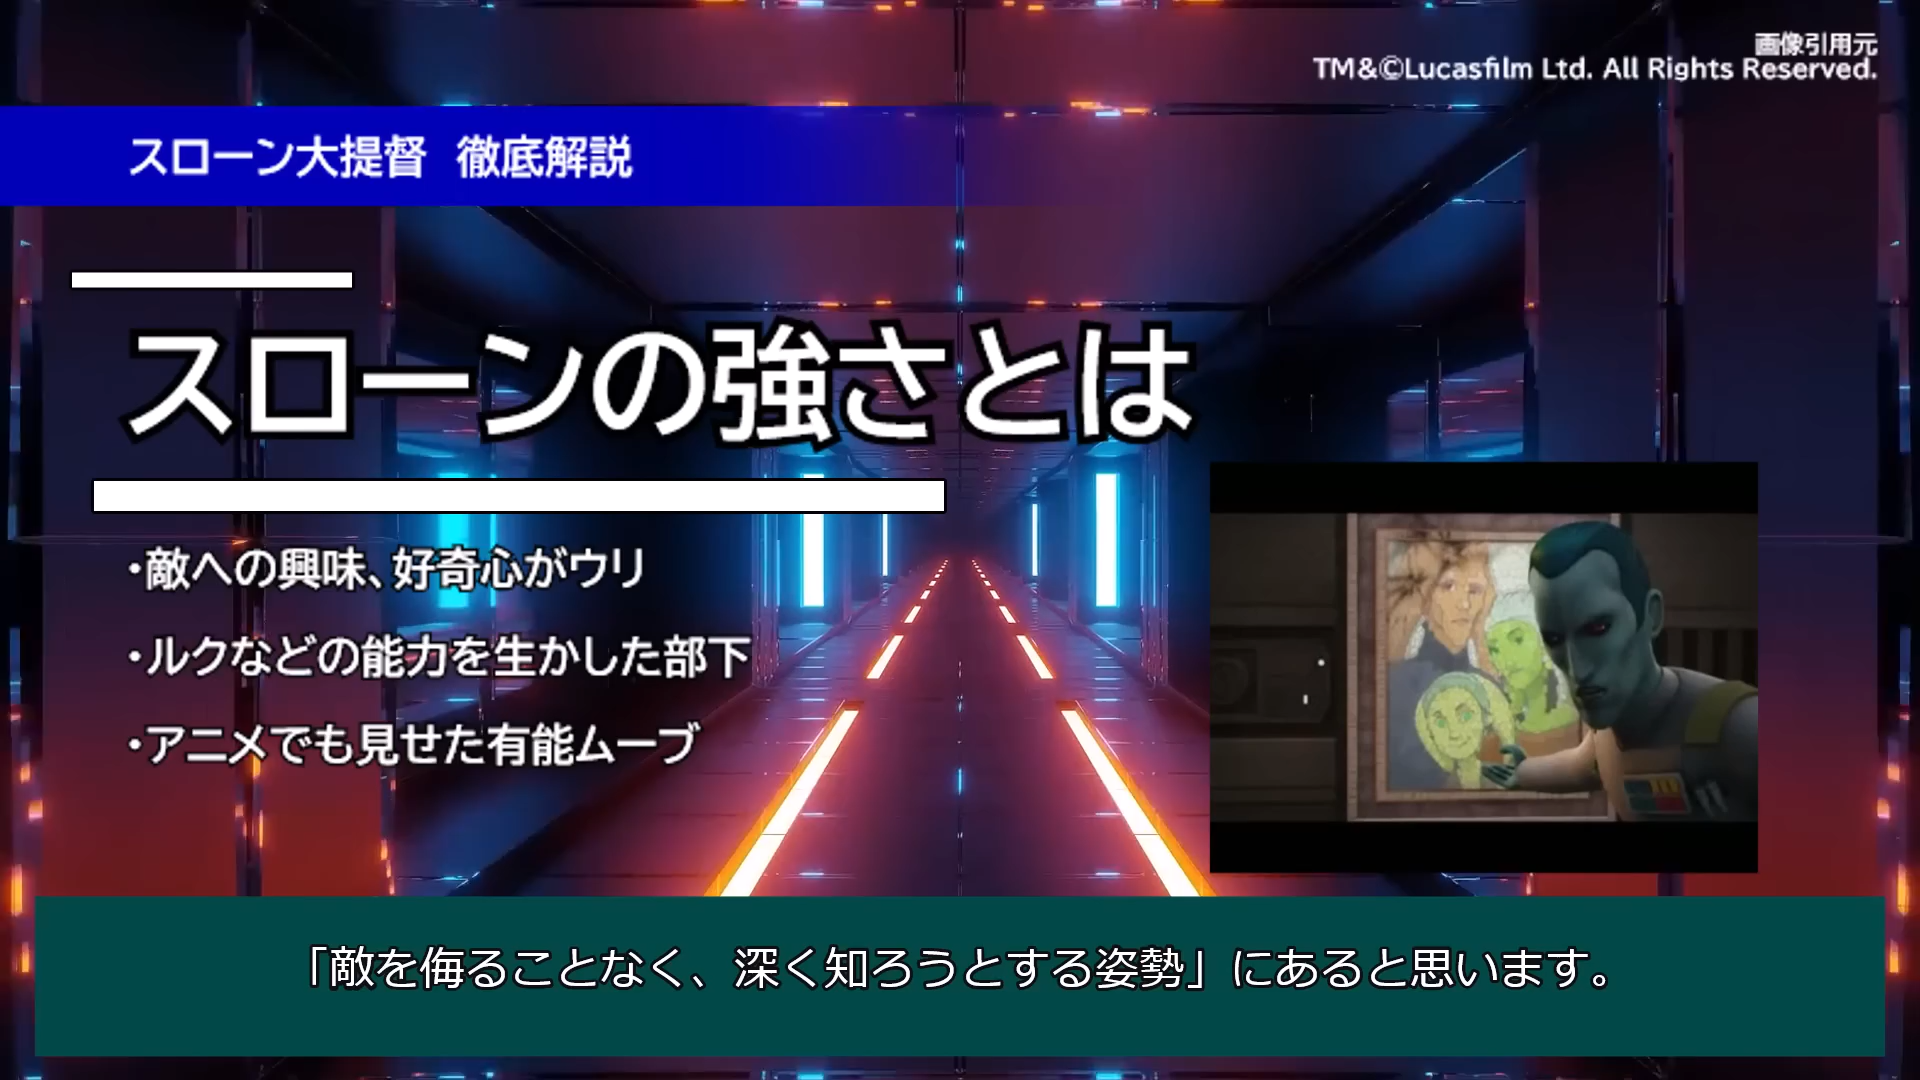 画像引用元
TM&©Lucasfilm Ltd. All Rights Reserved.
スローン大提督 徹底解説
スローンの強さとは
・敵への興味、好奇心がウリ
・ルクなどの能力を生かした部下
・アニメでも見せた有能ムーブ
「敵を侮ることなく、深く知ろうとする姿勢」にあると思います。